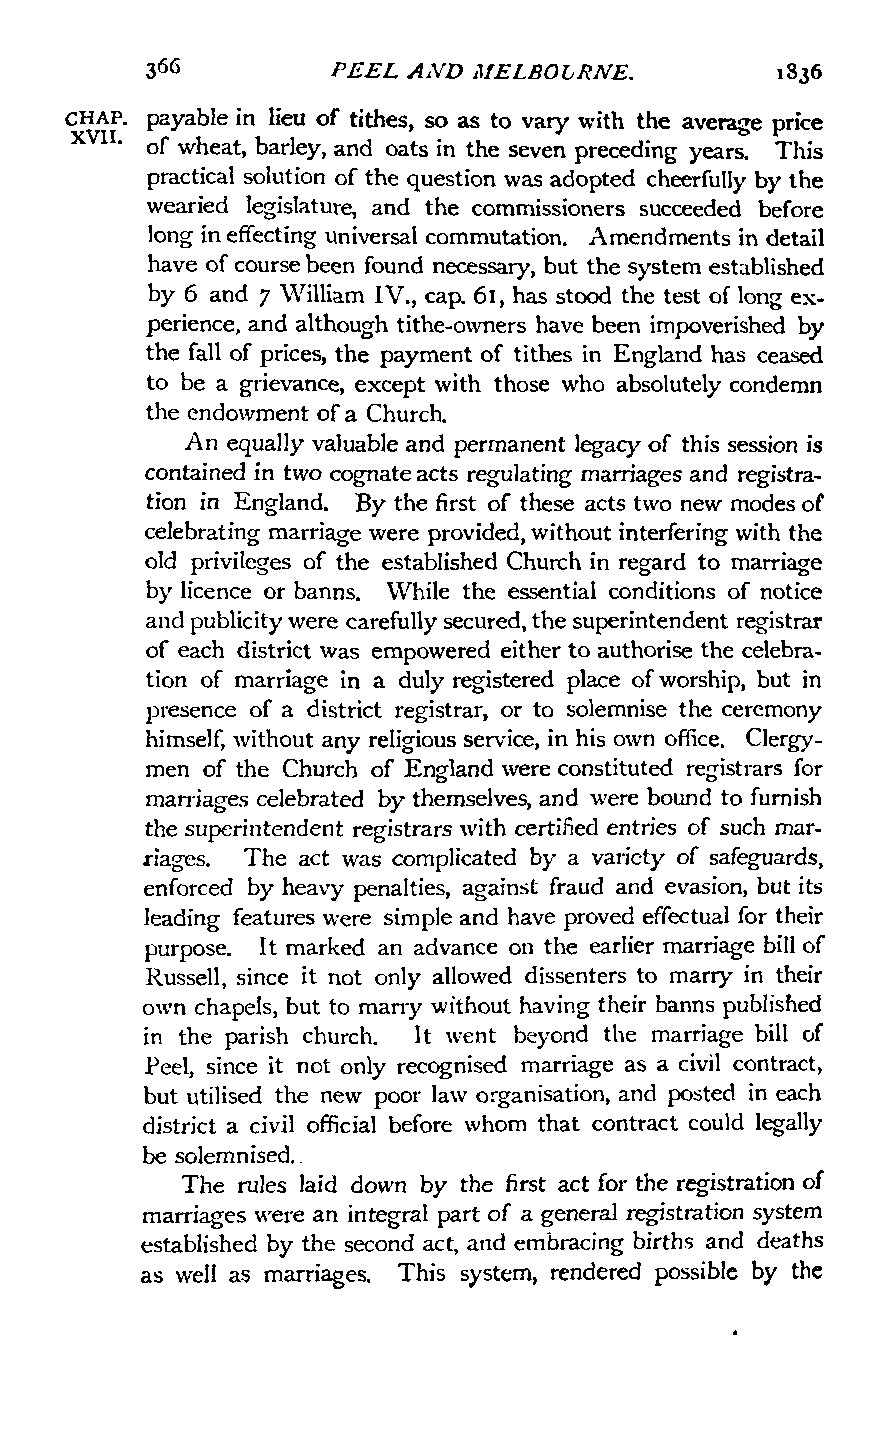 366 PEEL AND MELBOURNE. 1836
CHAP. XVII.
payable in lieu of tithes, so as to vary with the average price
of wheat, barley, and oats in the seven preceding years. This
practical solution of the question was adopted cheerfully by the
wearied legislature, and the commissioners succeeded before
long in effecting universal commutation. Amendments in detail
have of course been found necessary, but the system established
by 6 and 7 William IV., cap. 61, has stood the test of long ex-
perience, and although tithe-owners have been impoverished by
the fall of prices, the payment of tithes in England has ceased
to be a grievance, except with those who absolutely condemn
the endowment of a Church.
An equally valuable and permanent legacy of this session is
contained in two cognate acts regulating marriages and registra-
tion in England. By the first of these acts two new modes of
celebrating marriage were provided, without interfering with the
old privileges of the established Church in regard to marriage
by licence or banns. While the essential conditions of notice
and publicity were carefully secured, the superintendent registrar
of each district was empowered either to authorise the celebra-
tion of marriage in a duly registered place of worship, but in
presence of a district registrar, or to solemnise the ceremony
himself, without any religious service, in his own office. Clergy-
men of the Church of England were constituted registrars for
marriages celebrated by themselves, and were bound to furnish
the superintendent registrars with certified entries of such mar-
riages. The act was complicated by a variety of safeguards,
enforced by heavy penalties, against fraud and evasion, but its
leading features were simple and have proved effectual for their
purpose. It marked an advance on the earlier marriage bill of
Russell, since it not only allowed dissenters to marry in their
own chapels, but to marry without having their banns published
in the parish church. It went beyond the marriage bill of
Peel, since it not only recognised marriage as a civil contract,
but utilised the new poor law organisation, and posted in each
district a civil official before whom that contract could legally
be solemnised.
The rules laid down by the first act for the registration of
marriages were an integral part of a general registration system
established by the second act, and embracing births and deaths
as well as marriages. This system, rendered possible by the